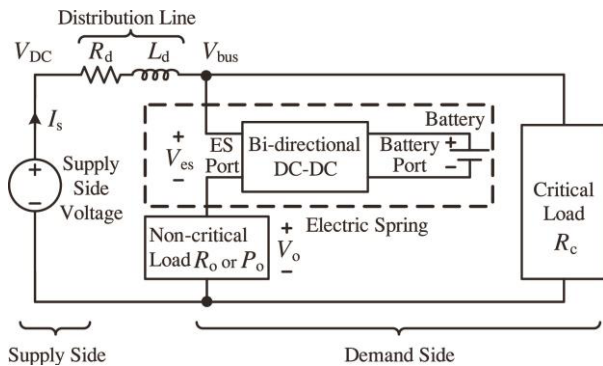 Distribution Line
V_DC R_d L_d V_bus
I_s
Supply
Side
Voltage
+
V_es
−
ES
Port
Bi-directional
DC-DC
Battery
Battery
Port
+
−
Electric Spring
Non-critical
Load R_o or P_o
+
V_o
−
Critical
Load
R_c
+
−
Supply Side
Demand Side